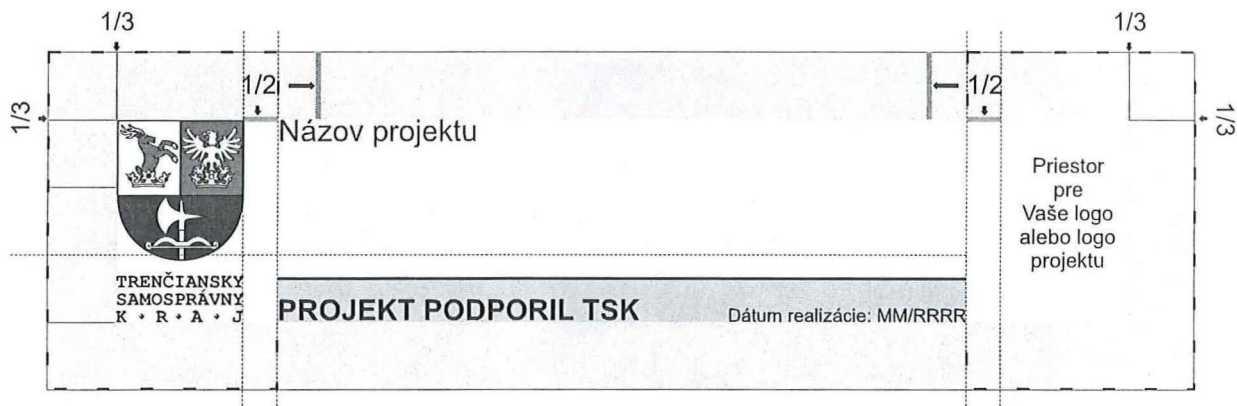 1/3
1/3
1/2
1/2
1/3
1/3
Názov projektu
Priestor
pre
Vaše logo
alebo logo
projektu
TRENČIANSKY
SAMOSPRÁVNY
K • R • A • J
PROJEKT PODPORIL TSK
Dátum realizácie: MM/RRRR